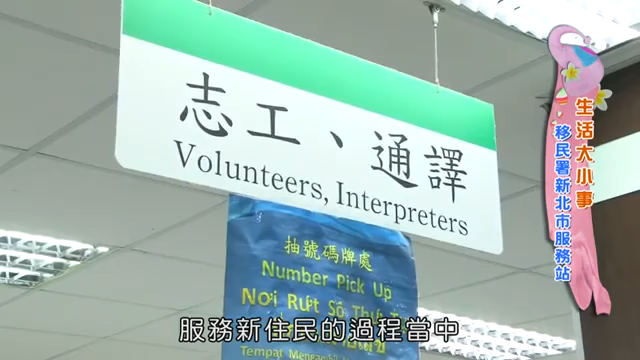 志工、通譯
Volunteers, Interpreters
抽號碼牌處
Number Pick Up
Nơi Rút Số Thứ
Tempat
生活大小事
移民署新北市服務站
服務新住民的過程當中